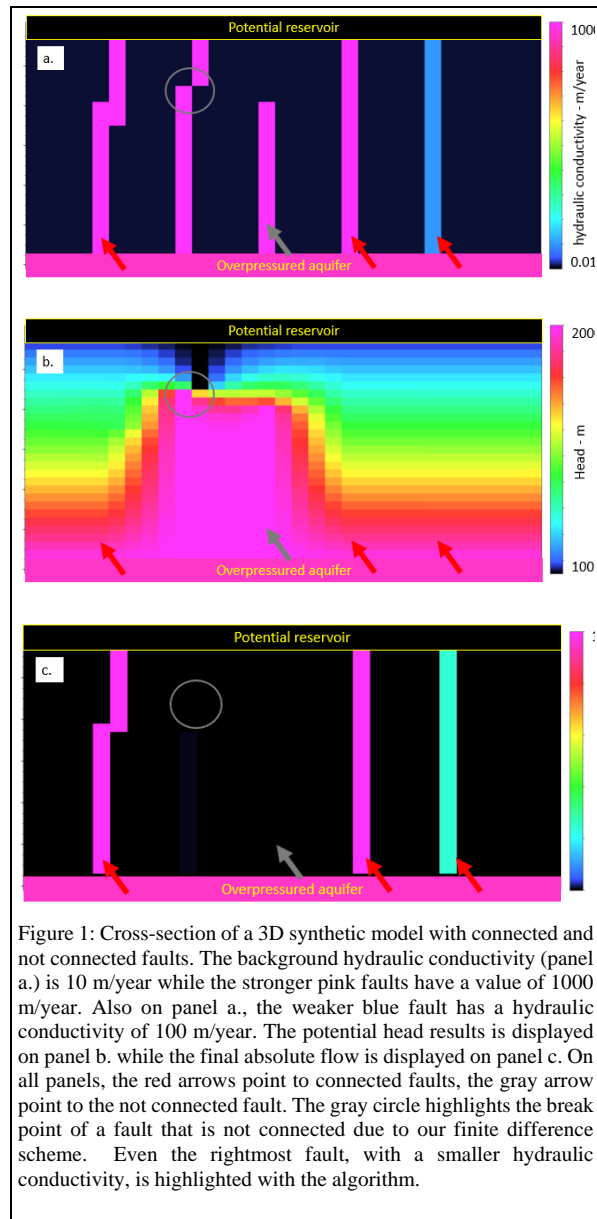 Potential reservoir
a.
1000
hydraulic conductivity - m/year
0.01
Overpressured aquifer
Potential reservoir
b.
2000
Head - m
100
Overpressured aquifer
Potential reservoir
c.
1
Overpressured aquifer
Figure 1: Cross-section of a 3D synthetic model with connected and
not connected faults. The background hydraulic conductivity (panel
a.) is 10 m/year while the stronger pink faults have a value of 1000
m/year. Also on panel a., the weaker blue fault has a hydraulic
conductivity of 100 m/year. The potential head results is displayed
on panel b. while the final absolute flow is displayed on panel c. On
all panels, the red arrows point to connected faults, the gray arrow
point to the not connected fault. The gray circle highlights the break
point of a fault that is not connected due to our finite difference
scheme. Even the rightmost fault, with a smaller hydraulic
conductivity, is highlighted with the algorithm.